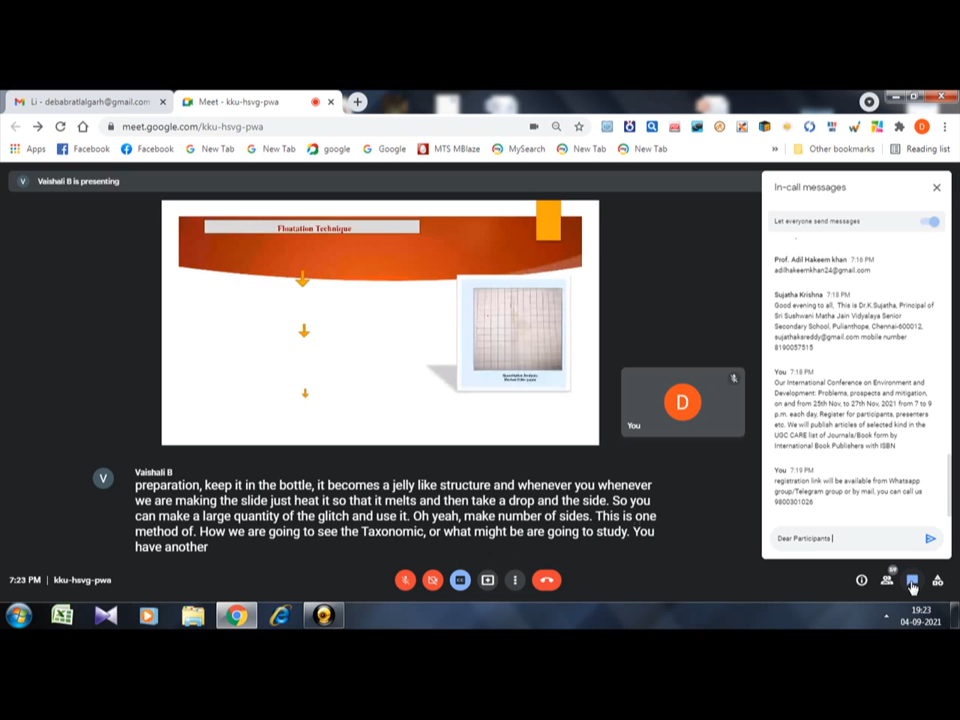 Li - debabratlalgarh@gmail.com
Meet - kku-hsvg-pwa
meet.google.com/kku-hsvg-pwa
Apps Facebook Facebook New Tab New Tab google Google MTS MBlaze MySearch New Tab New Tab » Other bookmarks Reading list
V Vaishali B is presenting
Floatation Technique
D
You
V Vaishali B
preparation, keep it in the bottle, it becomes a jelly like structure and whenever you whenever
we are making the slide just heat it so that it melts and then take a drop and the side. So you
can make a large quantity of the glitch and use it. Oh yeah, make number of sides. This is one
method of. How we are going to see the Taxonomic, or what might be are going to study. You
have another
In-call messages
Let everyone send messages
Prof. Adil Hakeem khan 7:16 PM
adilhakeemkhan24@gmail.com
Sujatha Krishna 7:18 PM
Good evening to all, This is Dr.K.Sujatha, Principal of
Sri Sushwani Matha Jain Vidyalaya Senior
Secondary School, Pulianthope, Chennai-600012,
sujathaksreddy@gmail.com mobile number
8190057515
You 7:18 PM
Our International Conference on Environment and
Development: Problems, prospects and mitigation,
on and from 25th Nov, to 27th Nov, 2021 from 7 to 9
p.m. each day, Register for participants, presenters
etc. We will publish articles of selected kind in the
UGC CARE list of Journals/Book form by
International Book Publishers with ISBN
You 7:19 PM
registration link will be available from Whatsapp
group/Telegram group or by mail, you can call us
9800301026
Dear Participants
7:23 PM | kku-hsvg-pwa
59
19:23
04-09-2021